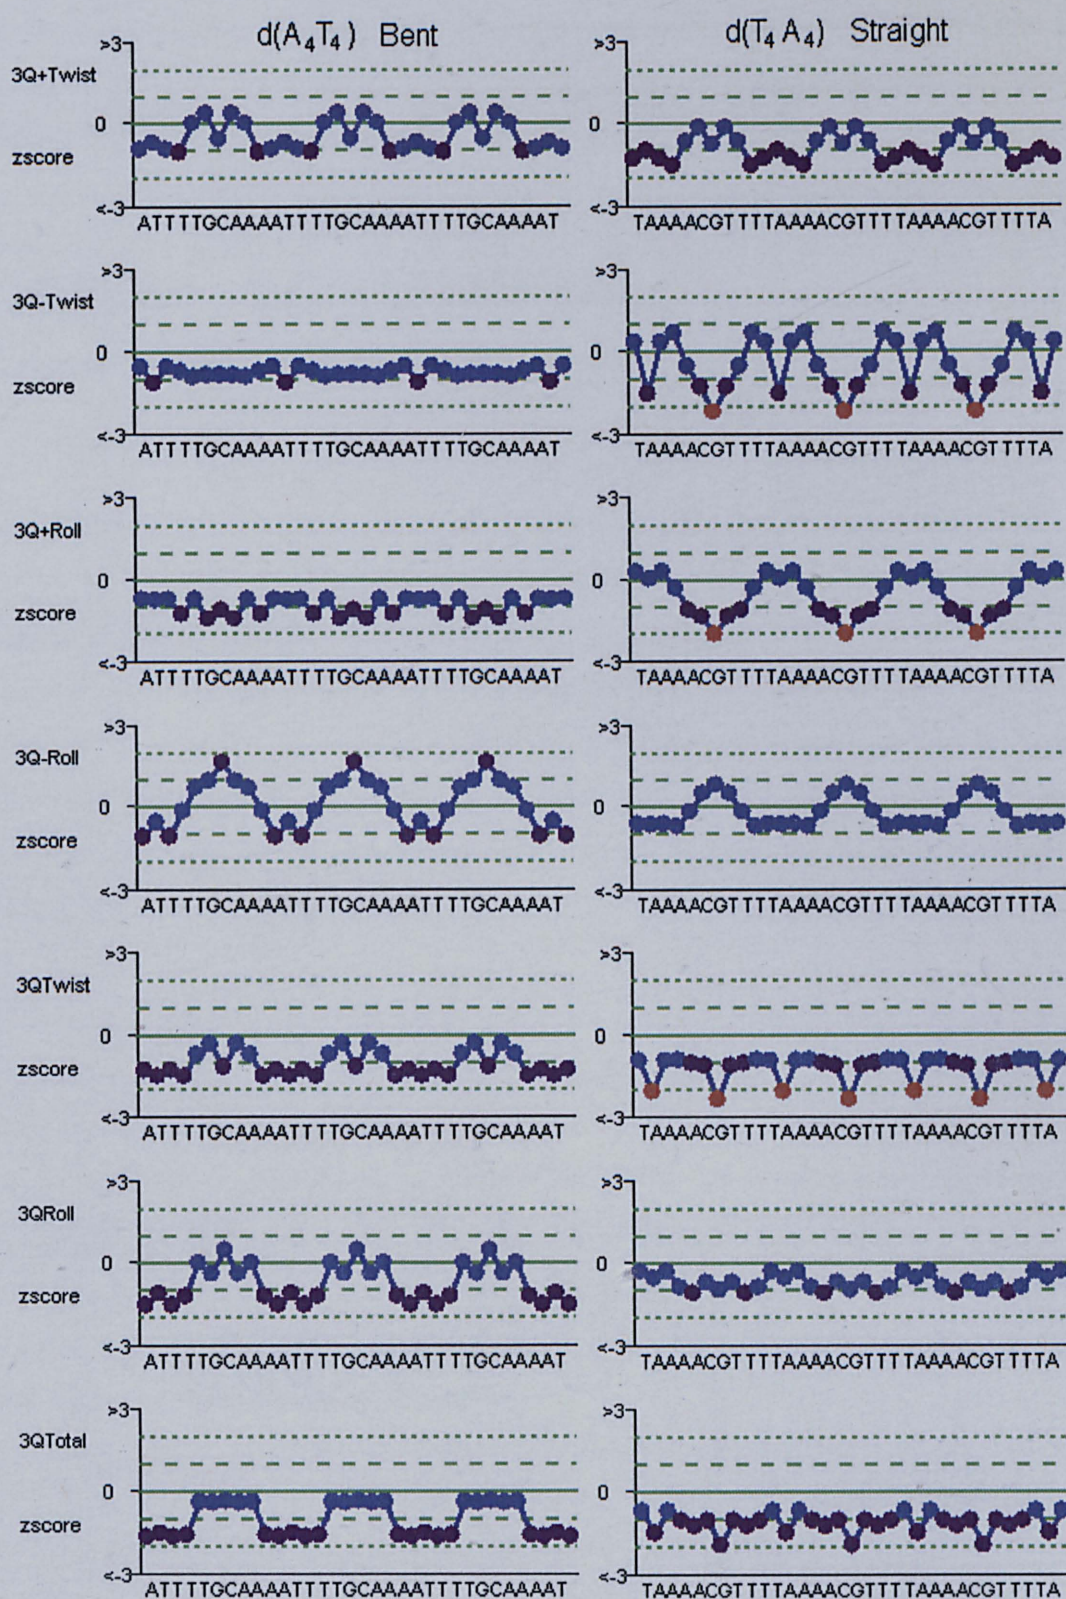 d(A4T4) Bent d(T4A4) Straight
>3 >3
3Q+Twist
0 0
zscore
<-3 <-3
ATTTTGCAAAATTTTGCAAAATTTTGCAAAAT TAAAACGTTTTAAAACGTTTTAAAACGTTTTA
>3 >3
3Q-Twist
0 0
zscore
<-3 <-3
ATTTTGCAAAATTTTGCAAAATTTTGCAAAAT TAAAACGTTTTAAAACGTTTTAAAACGTTTTA
>3 >3
3Q+Roll
0 0
zscore
<-3 <-3
ATTTTGCAAAATTTTGCAAAATTTTGCAAAAT TAAAACGTTTTAAAACGTTTTAAAACGTTTTA
>3 >3
3Q-Roll
0 0
zscore
<-3 <-3
ATTTTGCAAAATTTTGCAAAATTTTGCAAAAT TAAAACGTTTTAAAACGTTTTAAAACGTTTTA
>3 >3
3QTwist
0 0
zscore
<-3 <-3
ATTTTGCAAAATTTTGCAAAATTTTGCAAAAT TAAAACGTTTTAAAACGTTTTAAAACGTTTTA
>3 >3
3QRoll
0 0
zscore
<-3 <-3
ATTTTGCAAAATTTTGCAAAATTTTGCAAAAT TAAAACGTTTTAAAACGTTTTAAAACGTTTTA
>3 >3
3QTotal
0 0
zscore
<-3 <-3
ATTTTGCAAAATTTTGCAAAATTTTGCAAAAT TAAAACGTTTTAAAACGTTTTAAAACGTTTTA